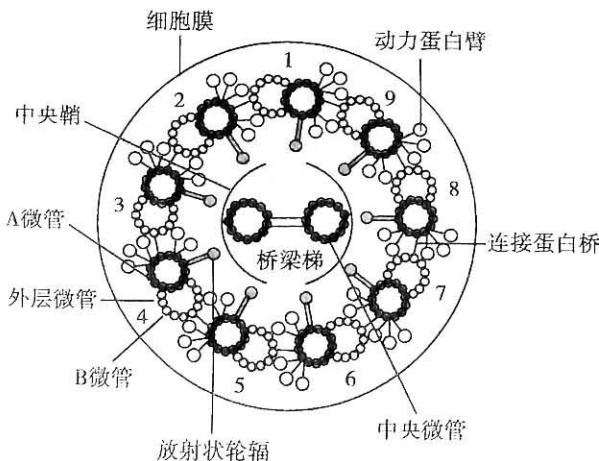 细胞膜
动力蛋白臂
1
2
9
中央鞘
8
3
A微管
连接蛋白桥
桥梁梯
外层微管
4
7
B微管
5
6
放射状轮辐
中央微管